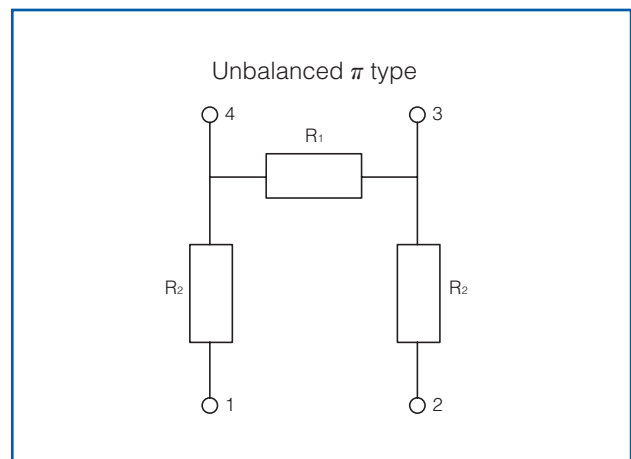 Unbalanced π type
4
3
R₁
R₂
R₂
1
2